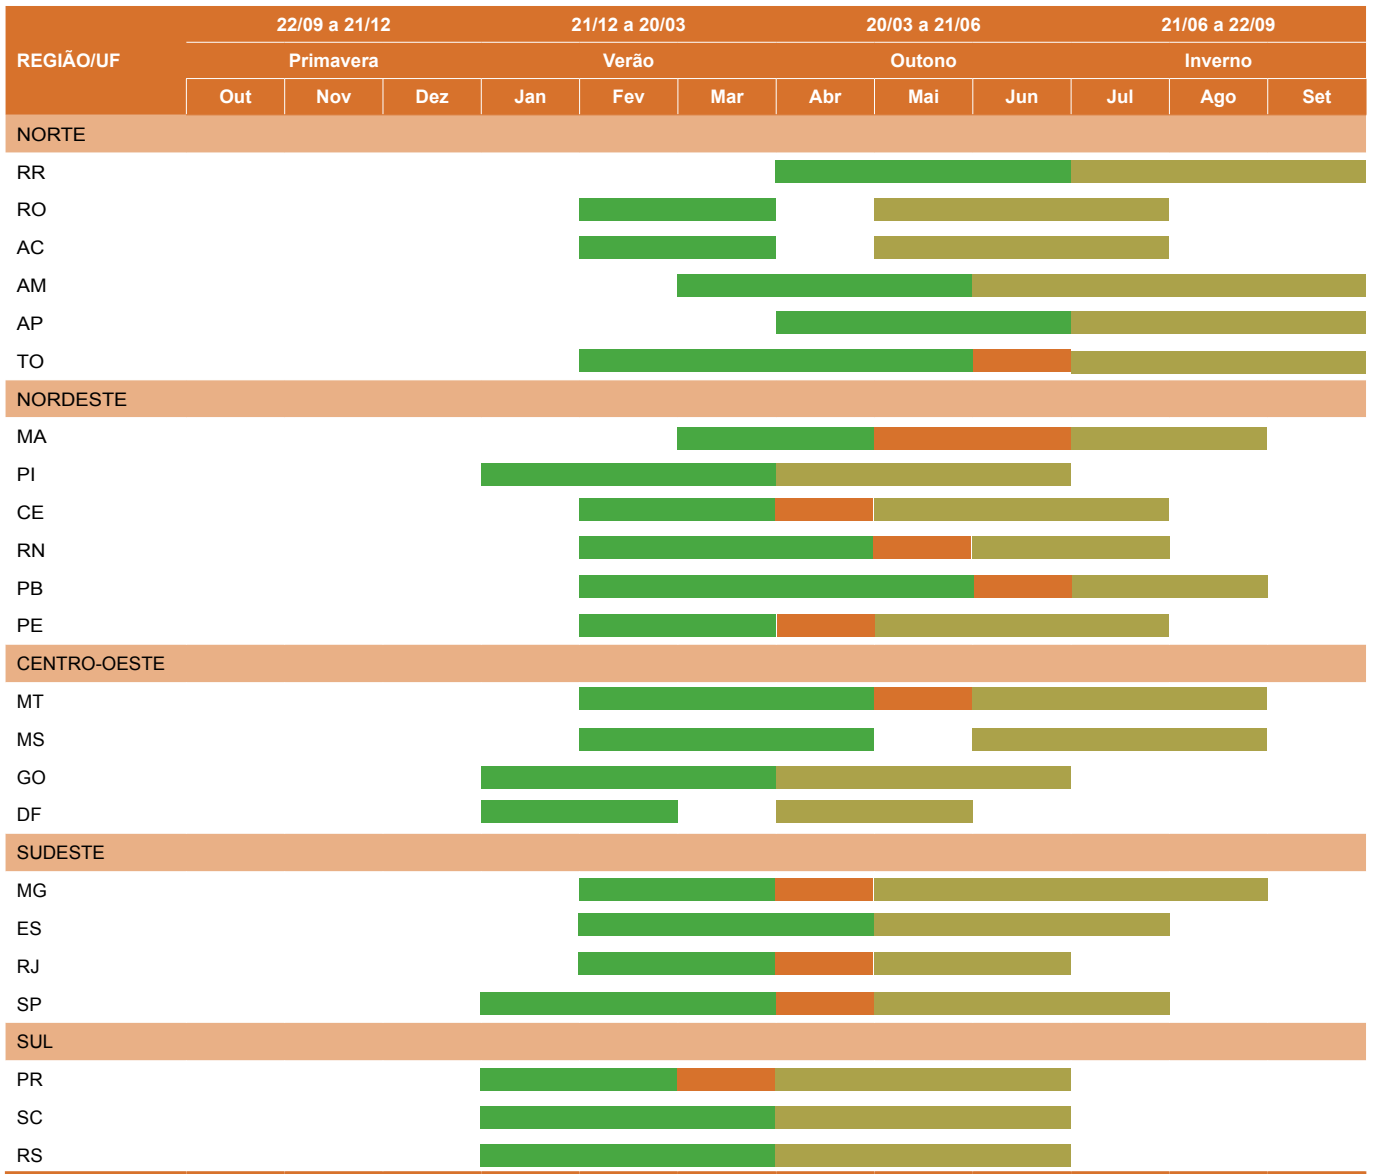 22/09 a 21/12 21/12 a 20/03 20/03 a 21/06 21/06 a 22/09
REGIÃO/UF Primavera Verão Outono Inverno
Out Nov Dez Jan Fev Mar Abr Mai Jun Jul Ago Set
NORTE
RR
RO
AC
AM
AP
TO
NORDESTE
MA
PI
CE
RN
PB
PE
CENTRO-OESTE
MT
MS
GO
DF
SUDESTE
MG
ES
RJ
SP
SUL
PR
SC
RS